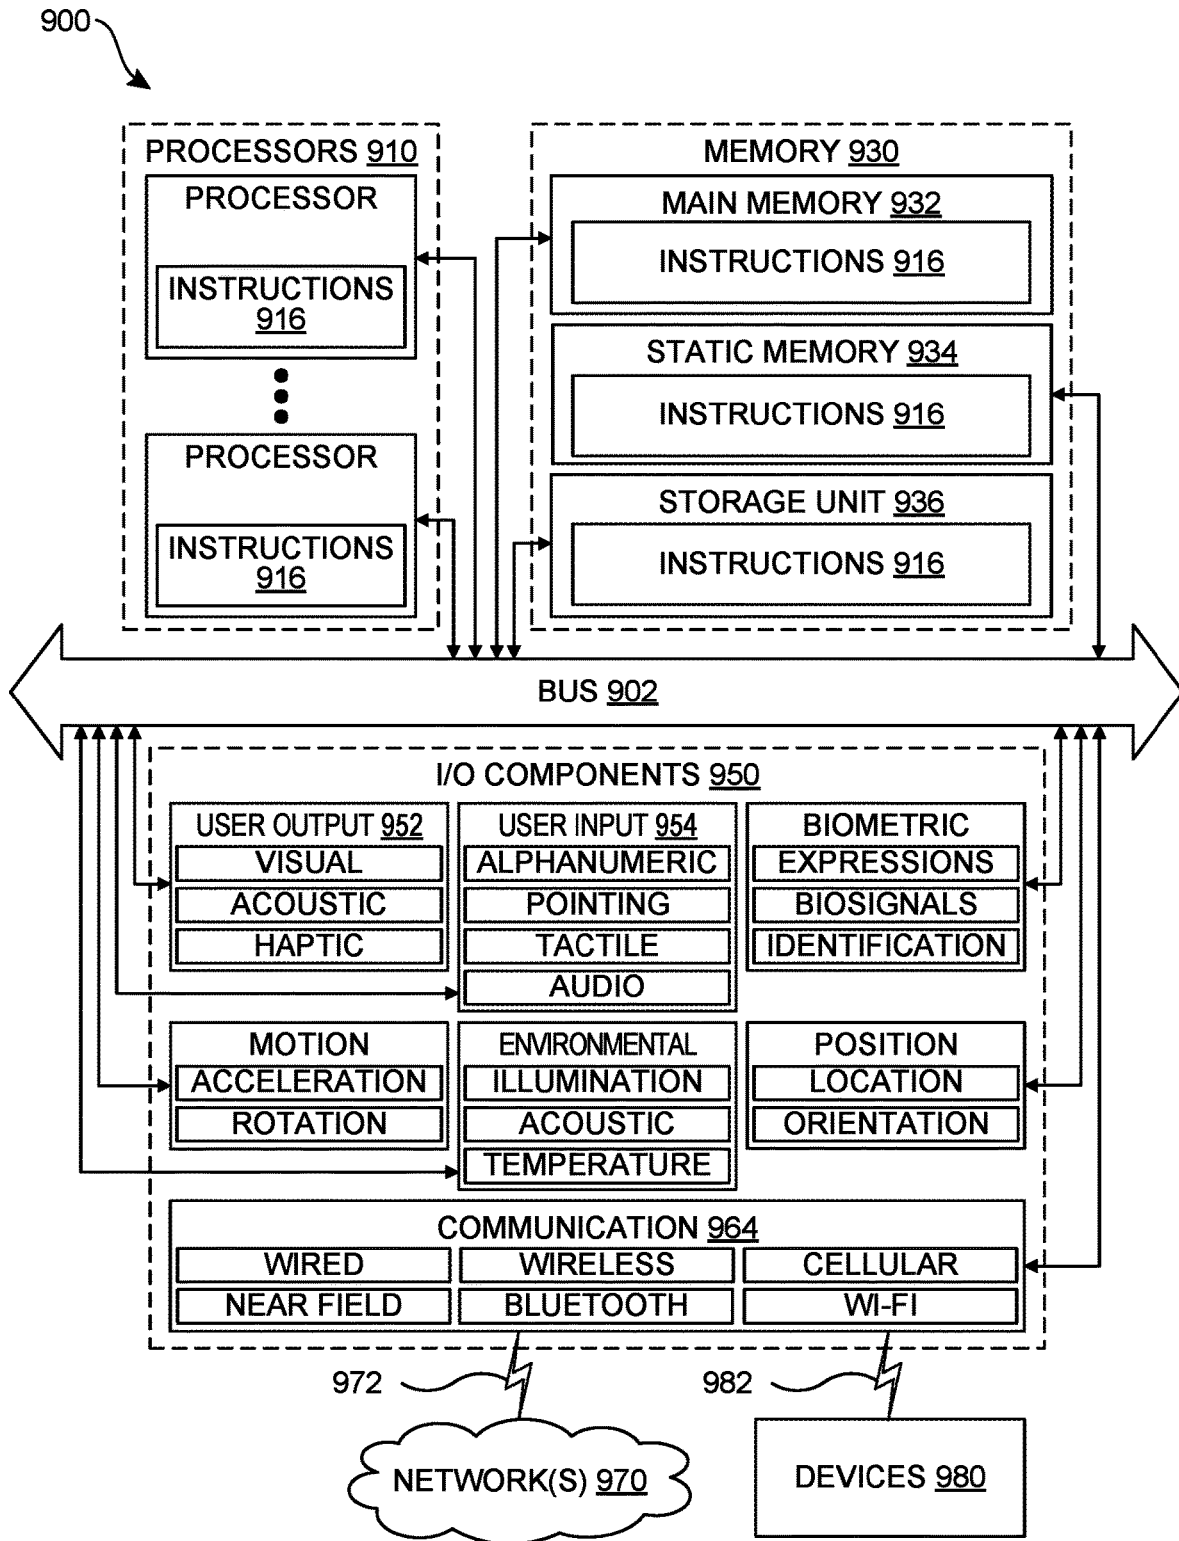 900
PROCESSORS 910
PROCESSOR
INSTRUCTIONS
916
PROCESSOR
INSTRUCTIONS
916
MEMORY 930
MAIN MEMORY 932
INSTRUCTIONS 916
STATIC MEMORY 934
INSTRUCTIONS 916
STORAGE UNIT 936
INSTRUCTIONS 916
BUS 902
I/O COMPONENTS 950
USER OUTPUT 952
VISUAL
ACOUSTIC
HAPTIC
USER INPUT 954
ALPHANUMERIC
POINTING
TACTILE
AUDIO
BIOMETRIC
EXPRESSIONS
BIOSIGNALS
IDENTIFICATION
MOTION
ACCELERATION
ROTATION
ENVIRONMENTAL
ILLUMINATION
ACOUSTIC
TEMPERATURE
POSITION
LOCATION
ORIENTATION
COMMUNICATION 964
WIRED
WIRELESS
CELLULAR
NEAR FIELD
BLUETOOTH
WI-FI
972
982
NETWORK(S) 970
DEVICES 980